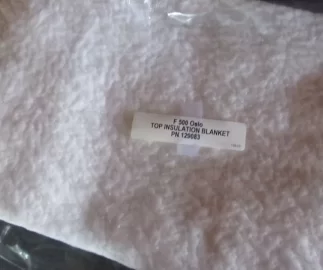 F 500 Oslo
TOP INSULATION BLANKET
PN 129083